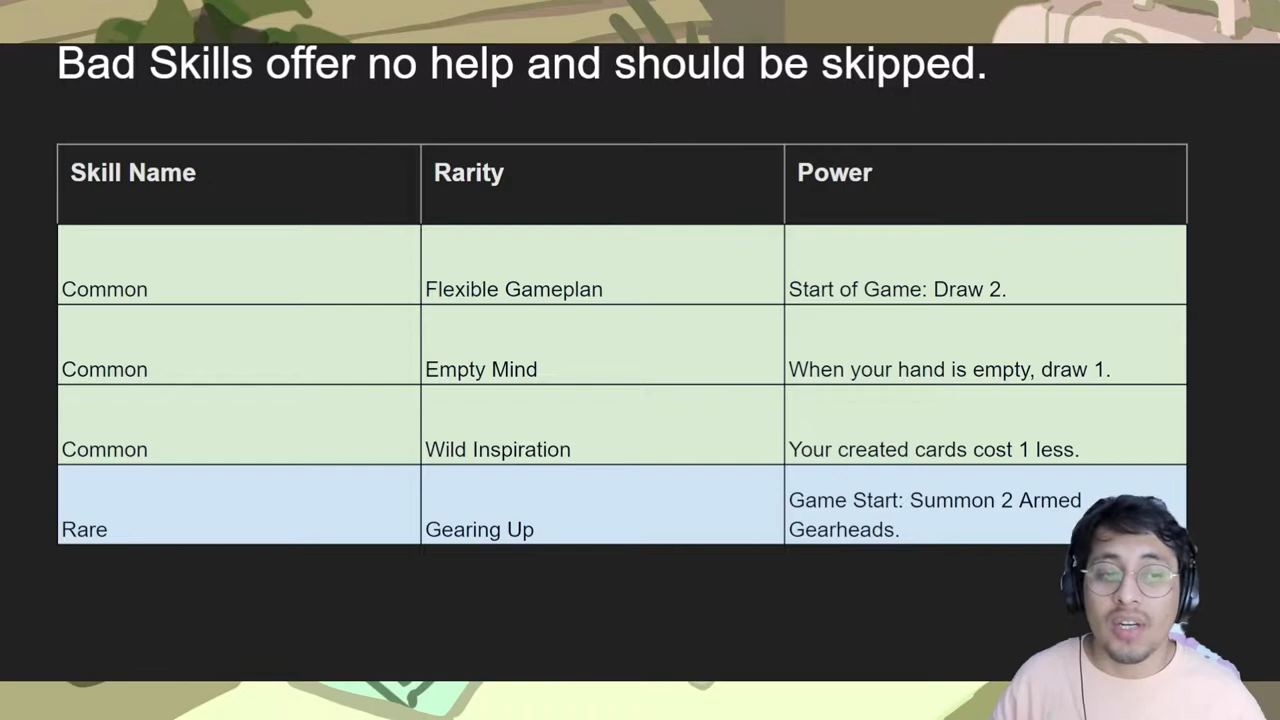 Bad Skills offer no help and should be skipped.
Skill Name Rarity Power
Common Flexible Gameplan Start of Game: Draw 2.
Common Empty Mind When your hand is empty, draw 1.
Common Wild Inspiration Your created cards cost 1 less.
Rare Gearing Up Game Start: Summon 2 Armed
Gearheads.